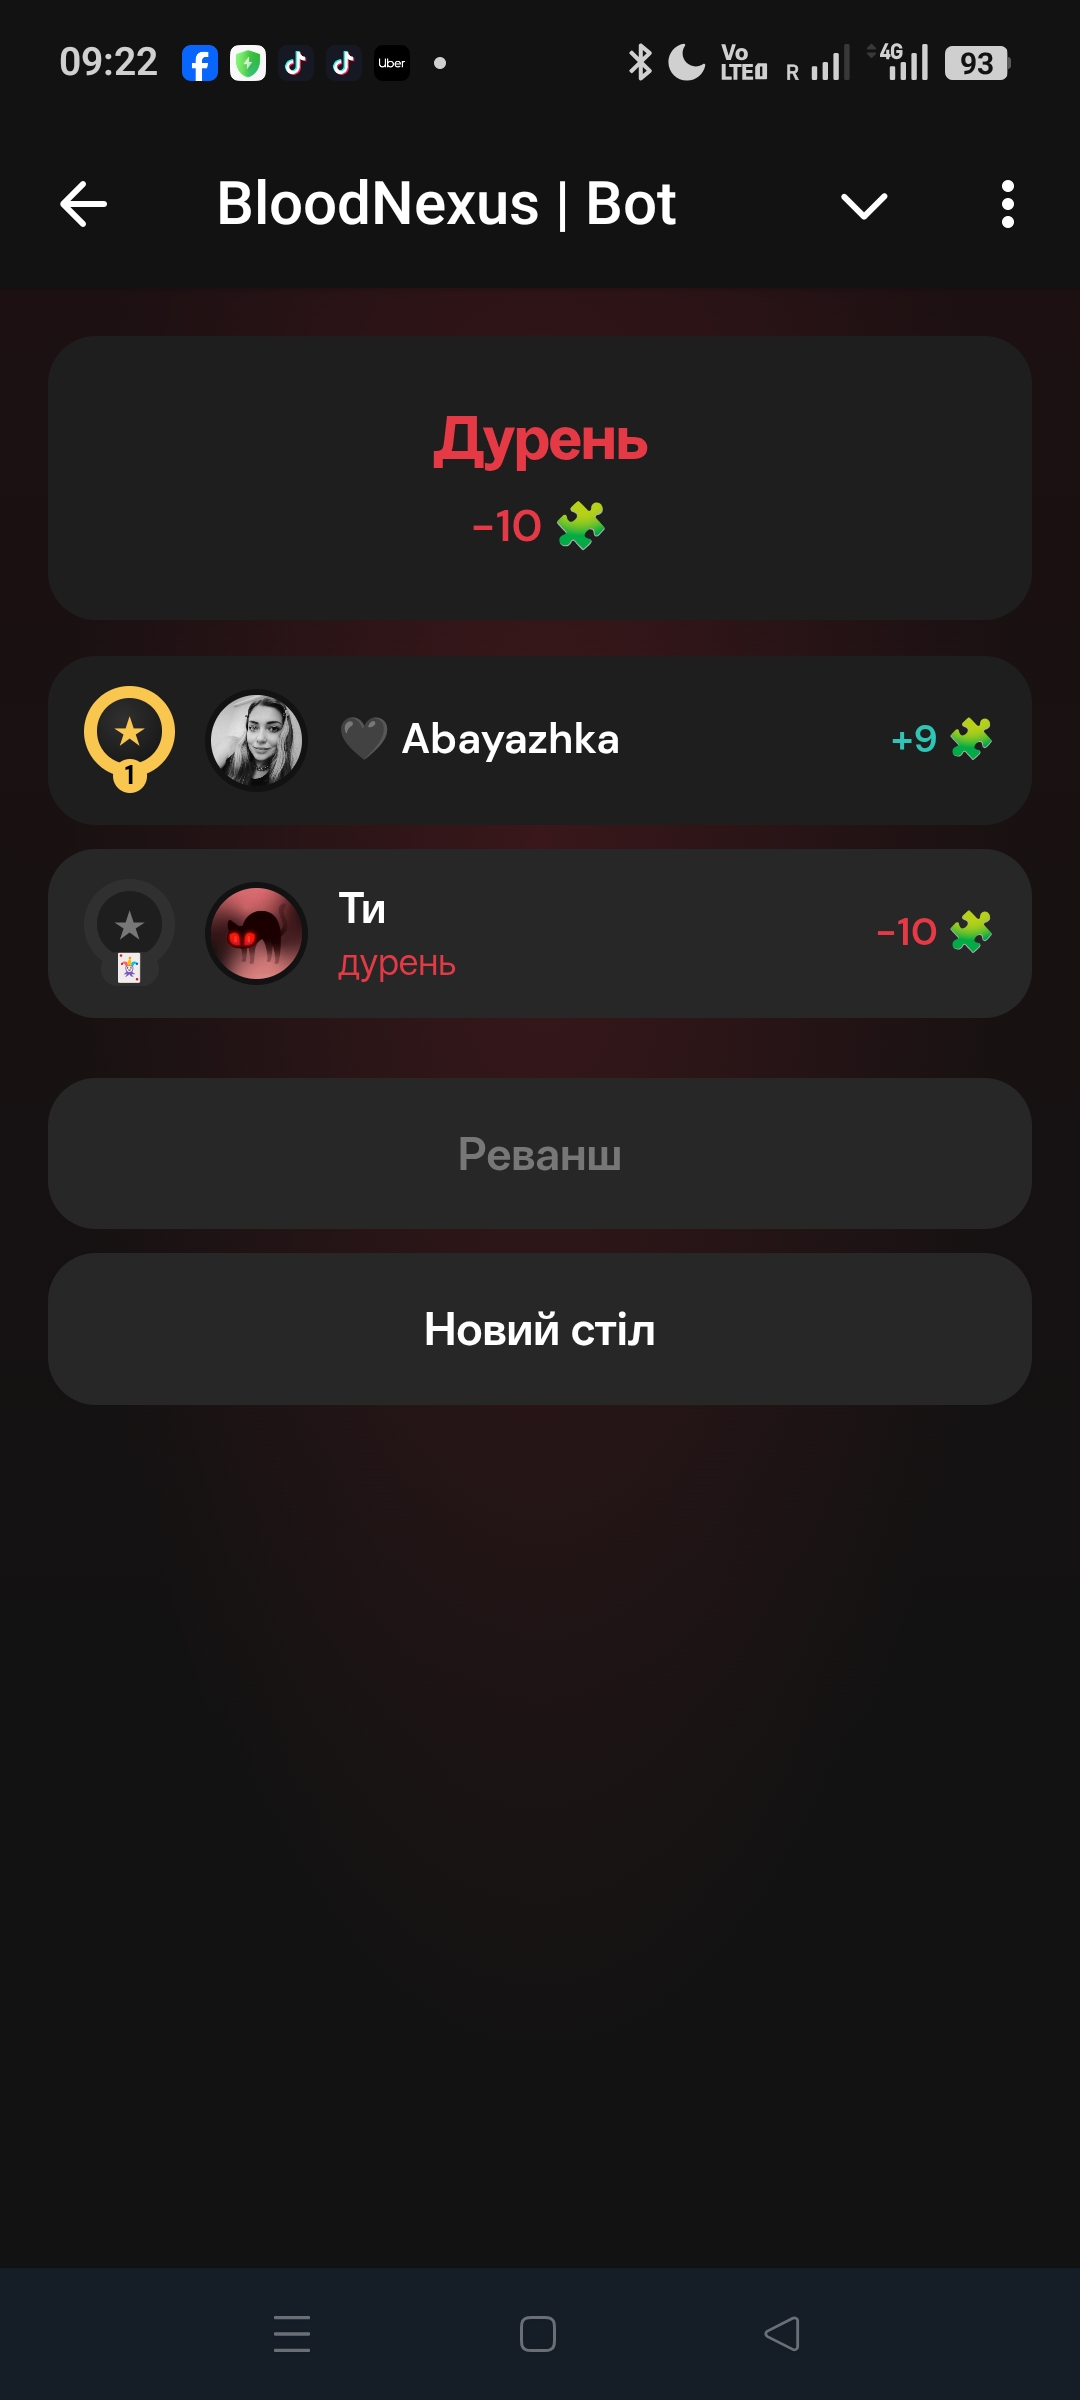 09:22
Uber
Vo
LTE
R
4G
93
BloodNexus | Bot
Дурень
-10
1
🖤 Abayazhka
+9
Ти
дурень
-10
Реванш
Новий стіл